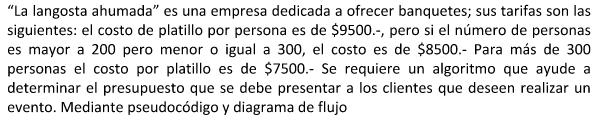 “La langosta ahumada” es una empresa dedicada a ofrecer banquetes; sus tarifas son las
siguientes: el costo de platillo por persona es de $9500.-, pero si el número de personas
es mayor a 200 pero menor o igual a 300, el costo es de $8500.- Para más de 300
personas el costo por platillo es de $7500.- Se requiere un algoritmo que ayude a
determinar el presupuesto que se debe presentar a los clientes que deseen realizar un
evento. Mediante pseudocódigo y diagrama de flujo